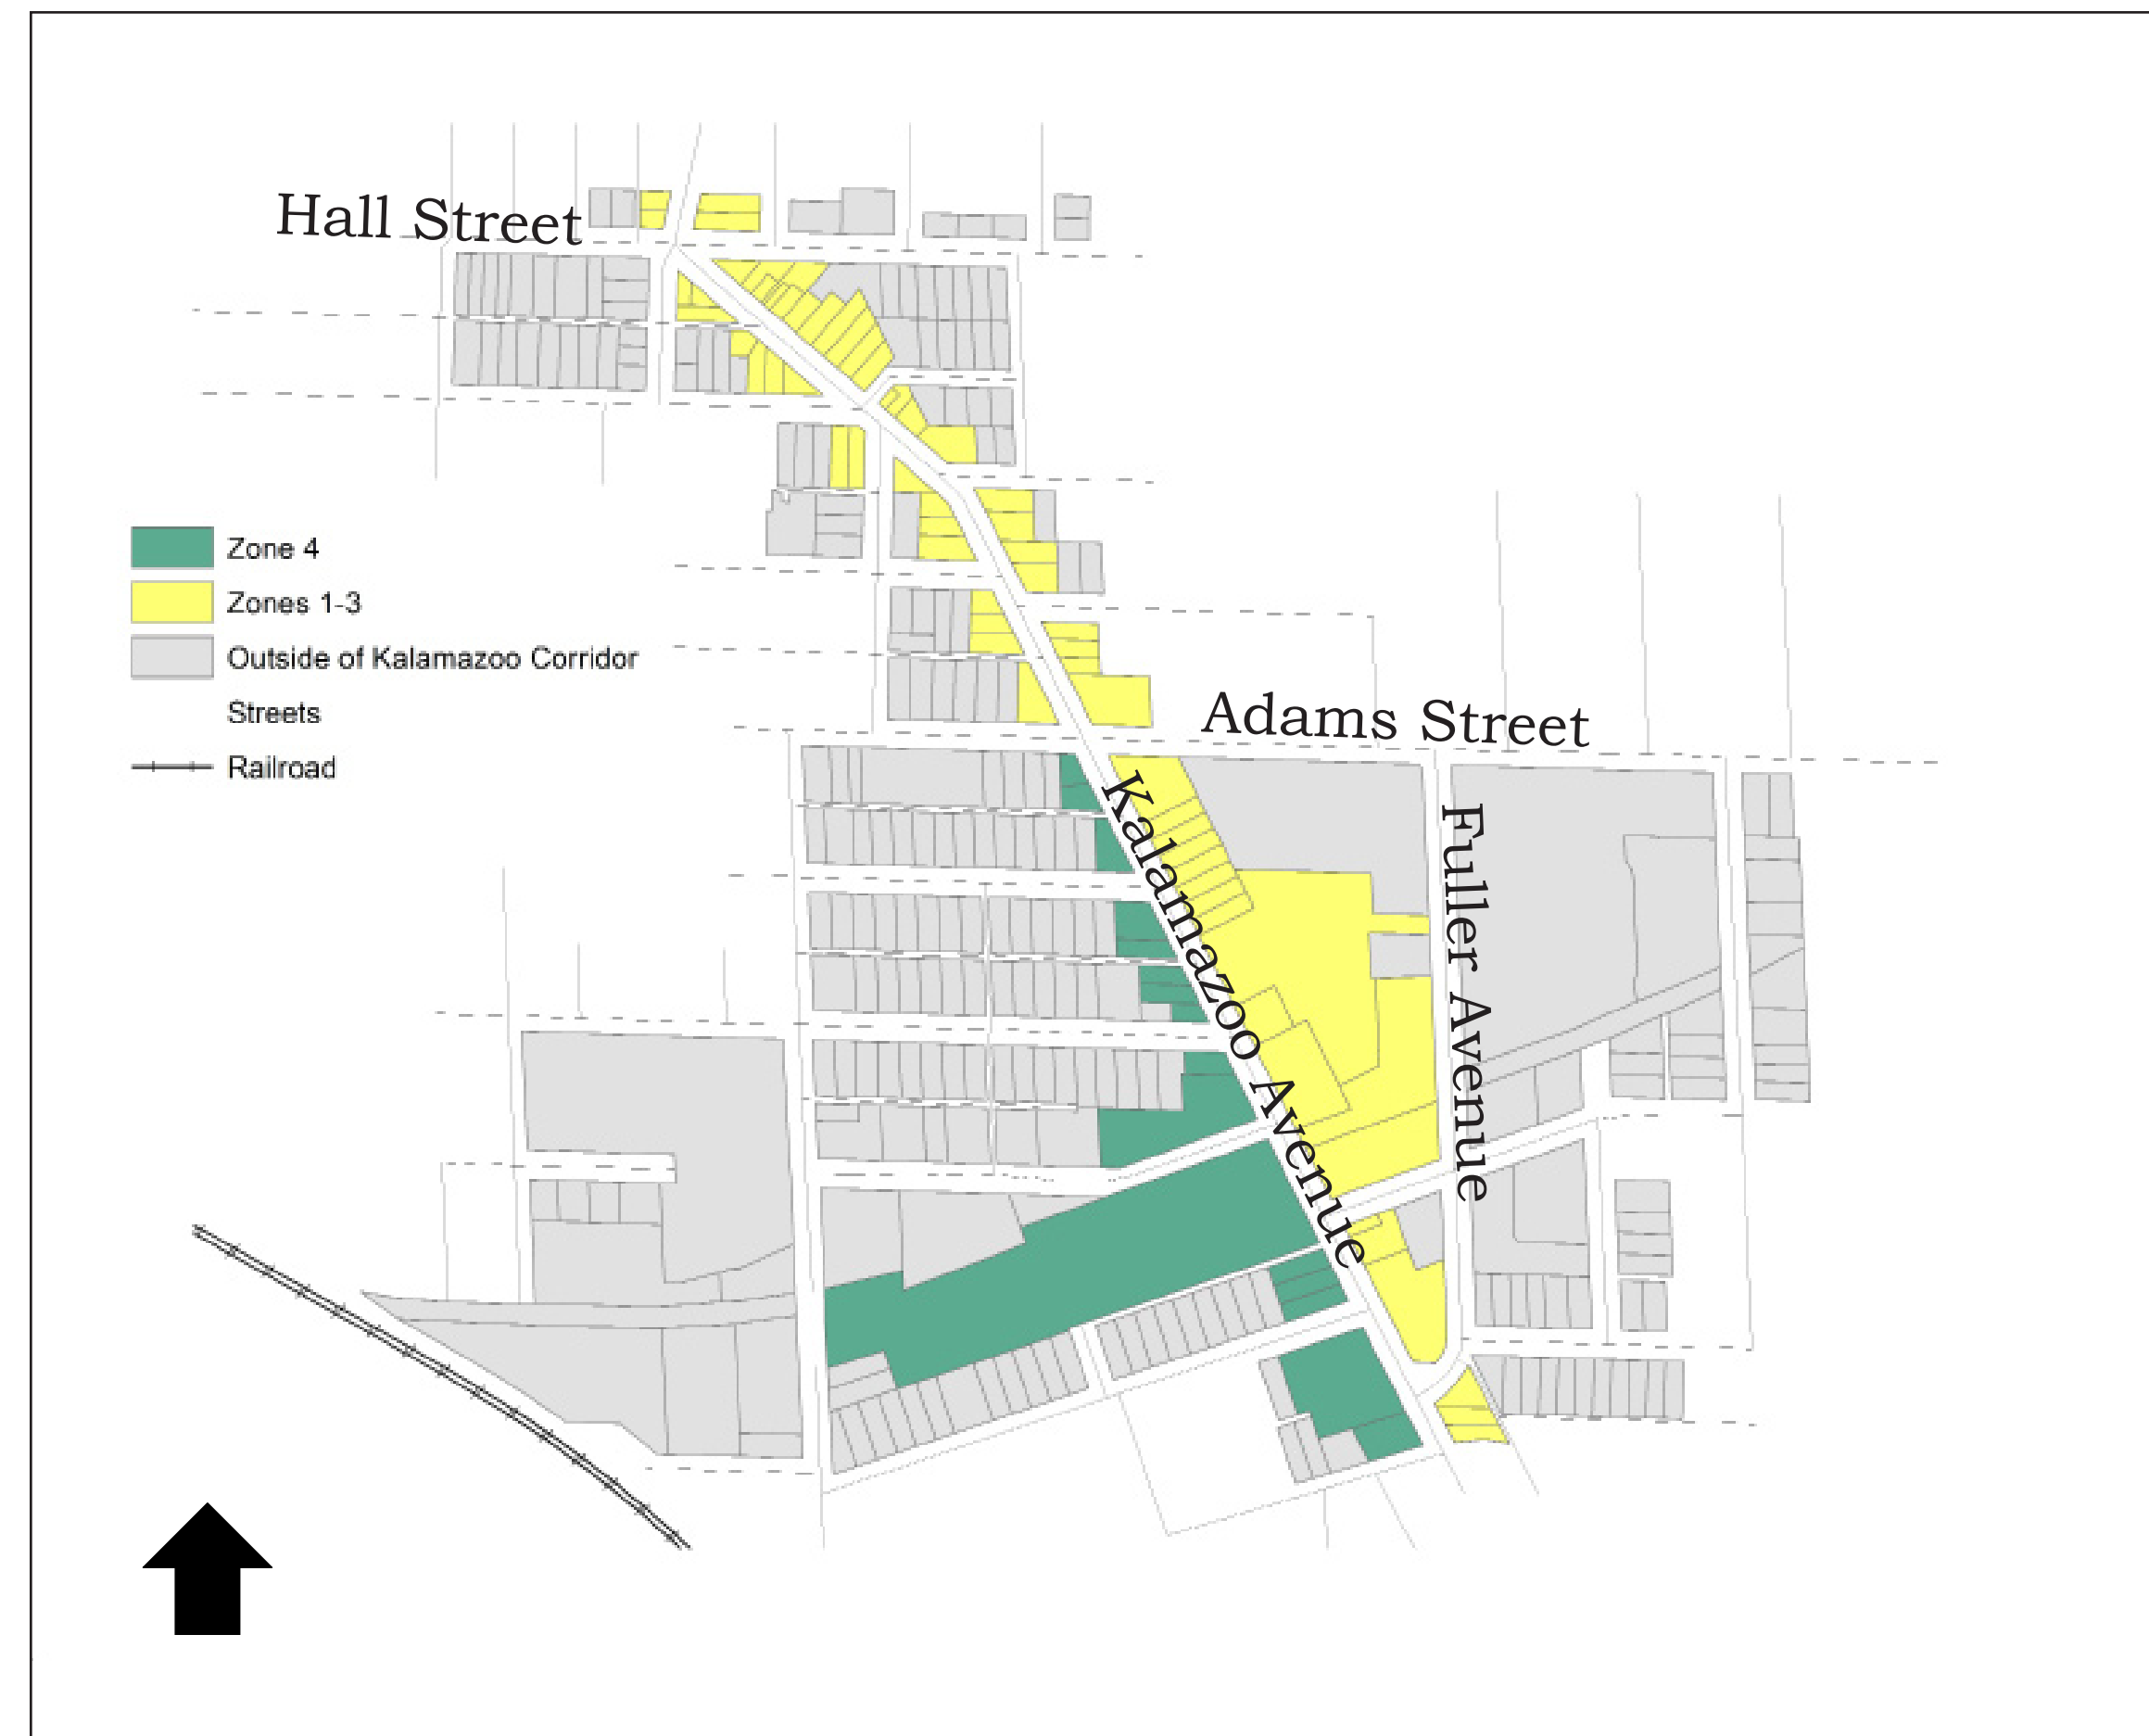 Hall Street
Zone 4
Zones 1-3
Outside of Kalamazoo Corridor
Streets
Railroad
Adams Street
Kalamazoo Avenue
Fuller Avenue